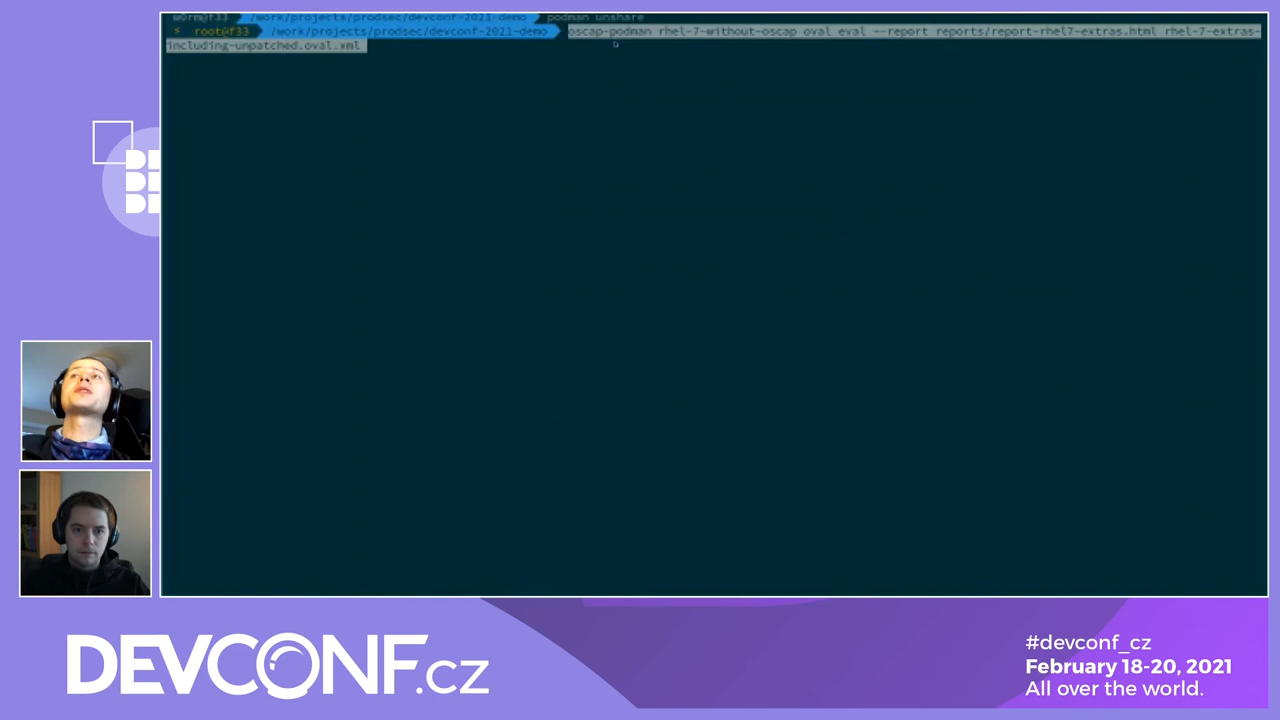 w0rm@f33 /work/projects/prodsec/devconf-2021-demo podman unshare
⚡ root@f33 /work/projects/prodsec/devconf-2021-demo oscap-podman rhel-7-without-oscap oval eval --report reports/report-rhel7-extras.html rhel-7-extras-
including-unpatched.oval.xml
DEVCONF.cz
#devconf_cz
February 18-20, 2021
All over the world.